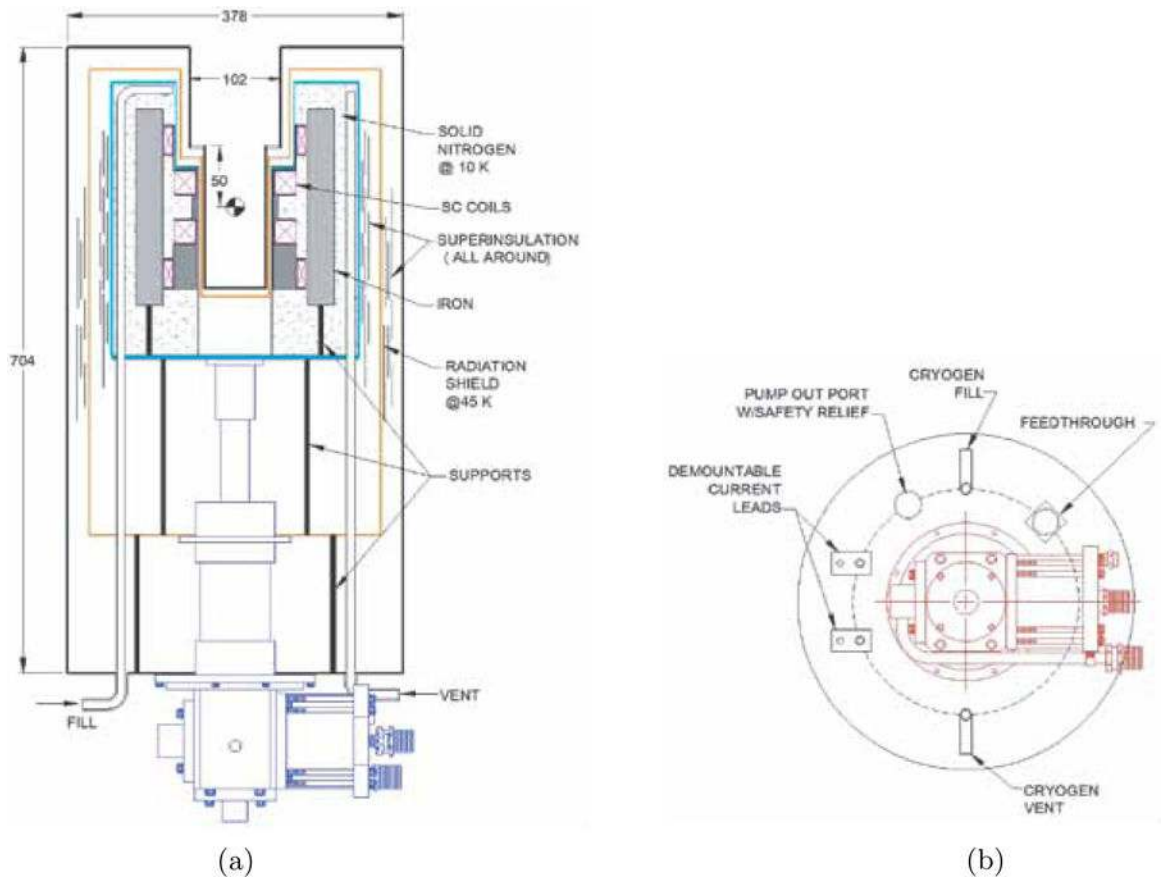 378
102
SOLID
NITROGEN
@ 10 K
50
SC COILS
SUPERINSULATION
( ALL AROUND)
IRON
704
RADIATION
SHIELD
@45 K
SUPPORTS
VENT
FILL
(a)
CRYOGEN
FILL
PUMP OUT PORT
W/SAFETY RELIEF
FEEDTHROUGH
DEMOUNTABLE
CURRENT
LEADS
CRYOGEN
VENT
(b)